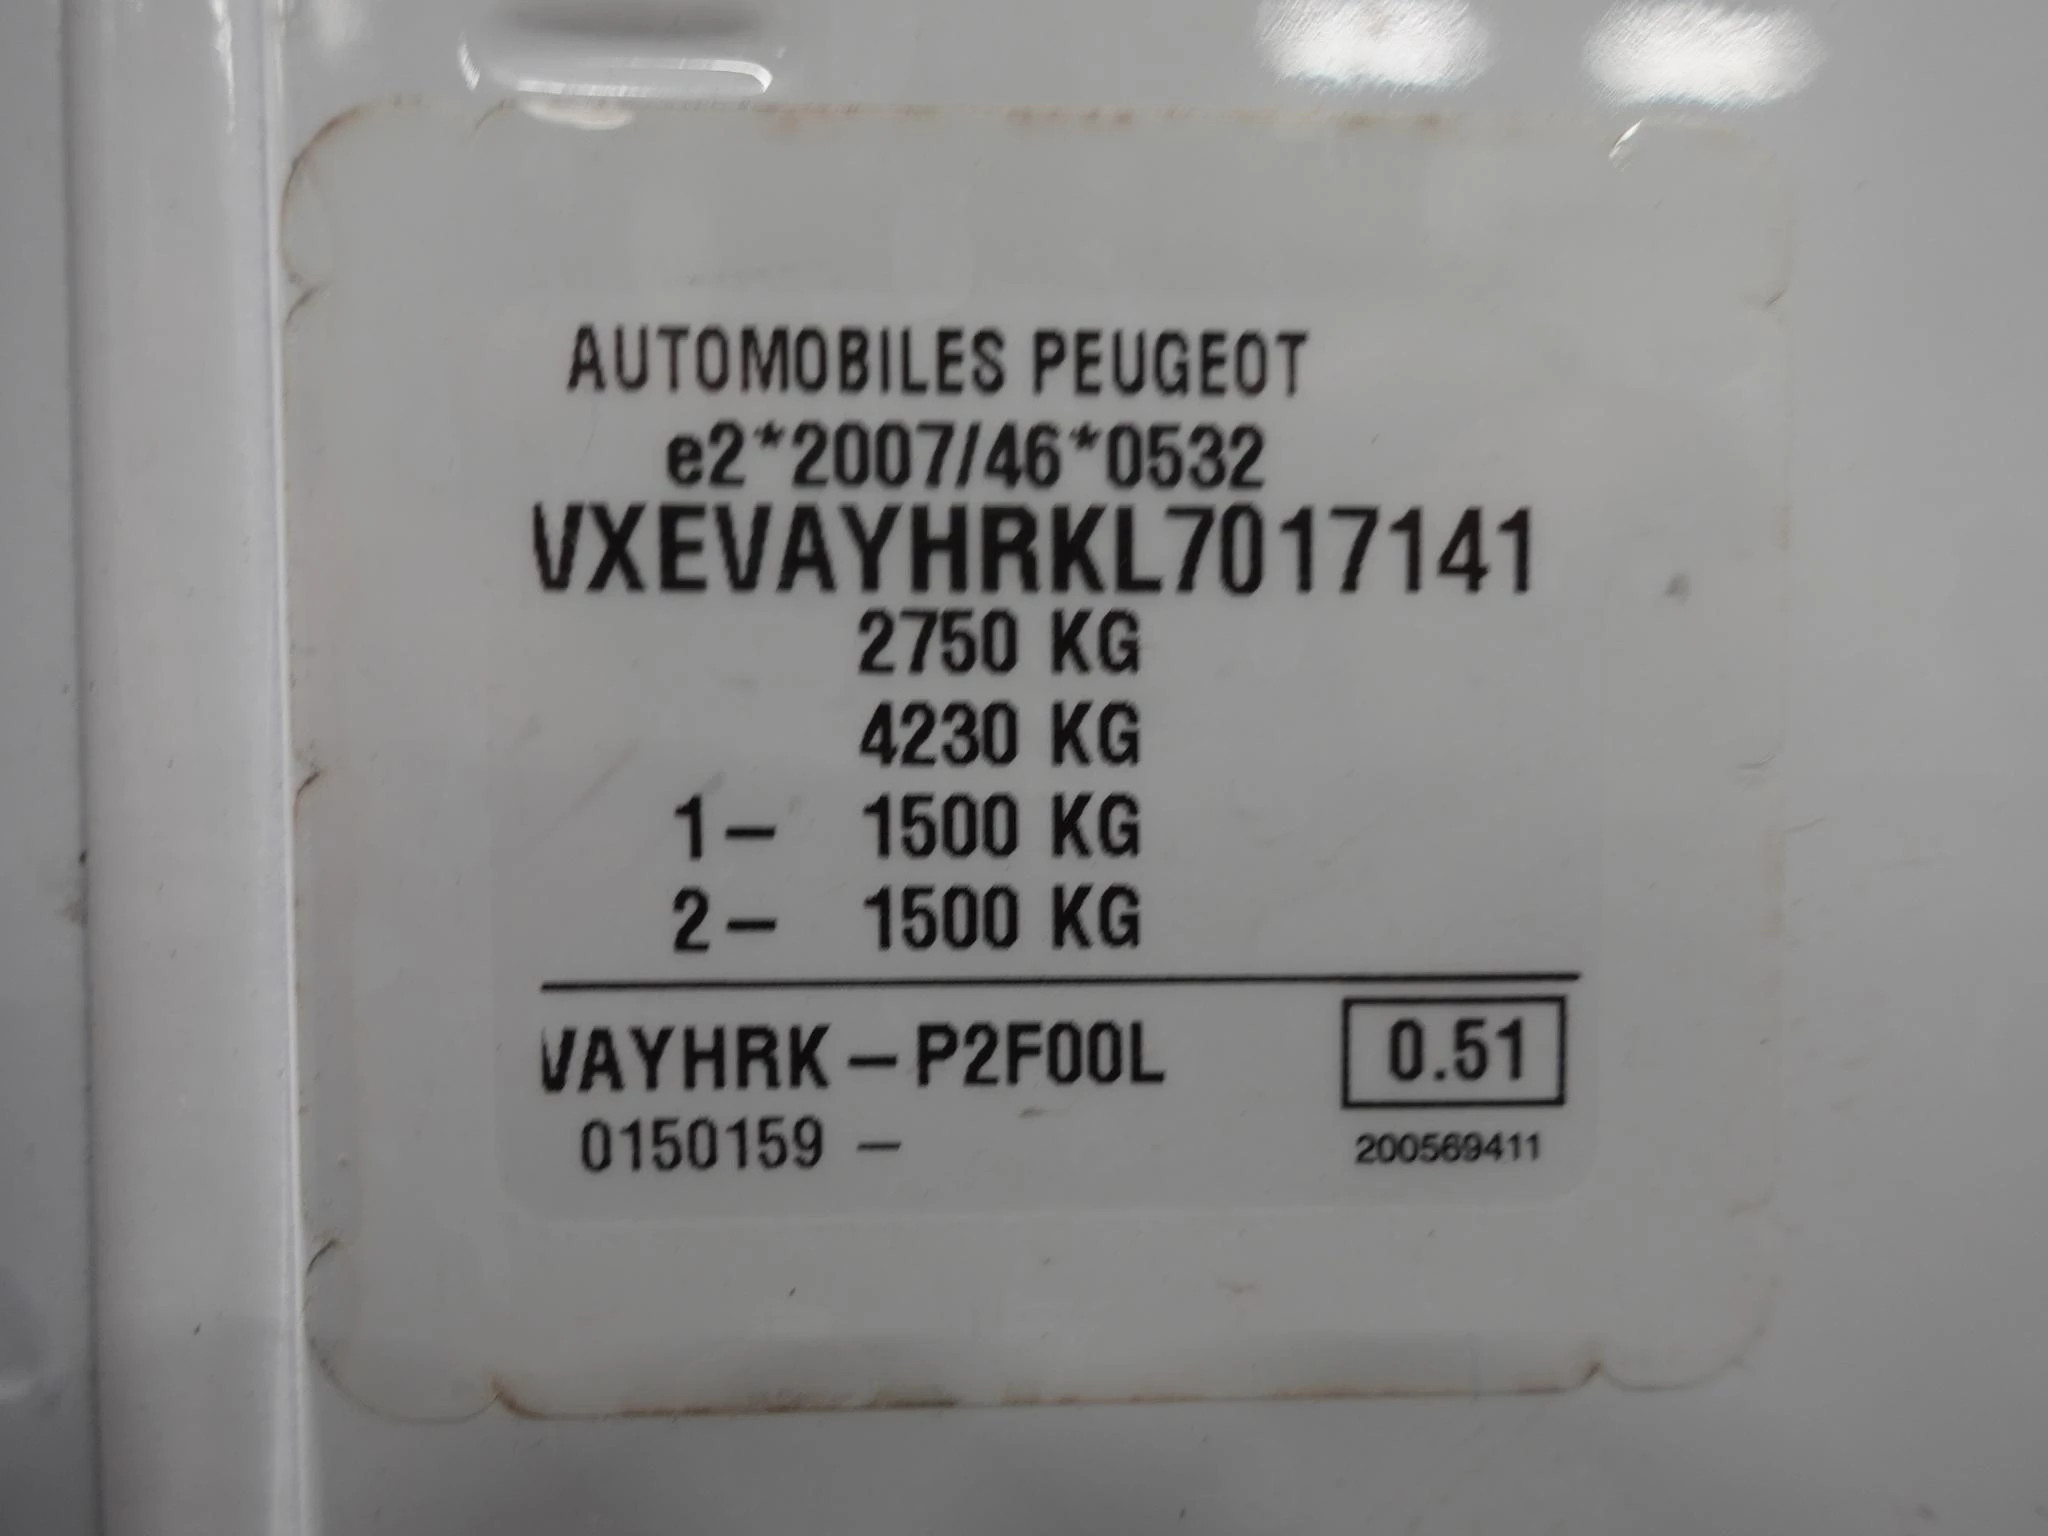 AUTOMOBILES PEUGEOT
e2*2007/46*0532
VXEVAYHRKL7017141
2750 KG
4230 KG
1– 1500 KG
2– 1500 KG
VAYHRK – P2F00L
0.51
0150159 –
200569411